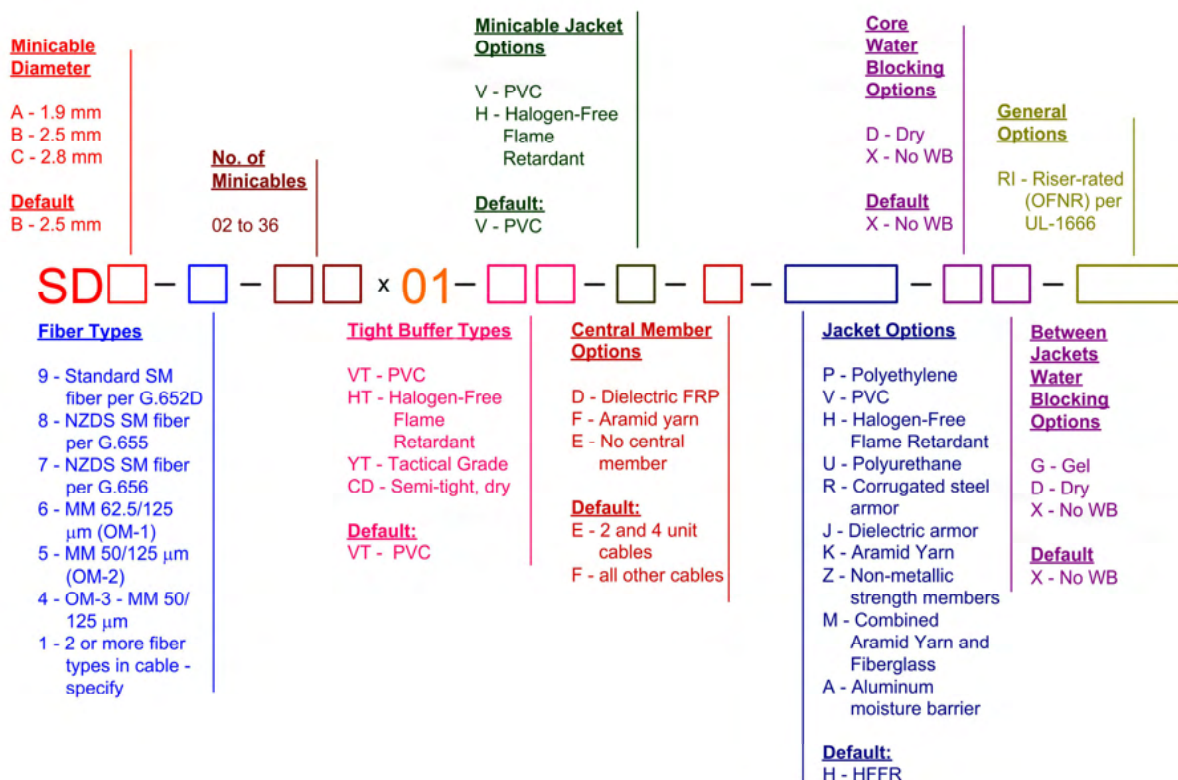 Minicable
Diameter
A - 1.9 mm
B - 2.5 mm
C - 2.8 mm
Default
B - 2.5 mm
No. of
Minicables
02 to 36
Minicable Jacket
Options
V - PVC
H - Halogen-Free
Flame
Retardant
Default:
V - PVC
Core
Water
Blocking
Options
D - Dry
X - No WB
Default
X - No WB
General
Options
RI - Riser-rated
(OFNR) per
UL-1666
SD - - x 01 - - - - - -
Fiber Types
9 - Standard SM
fiber per G.652D
8 - NZDS SM fiber
per G.655
7 - NZDS SM fiber
per G.656
6 - MM 62.5/125
μm (OM-1)
5 - MM 50/125 μm
(OM-2)
4 - OM-3 - MM 50/
125 μm
1 - 2 or more fiber
types in cable -
specify
Tight Buffer Types
VT - PVC
HT - Halogen-Free
Flame
Retardant
YT - Tactical Grade
CD - Semi-tight, dry
Default:
VT - PVC
Central Member
Options
D - Dielectric FRP
F - Aramid yarn
E - No central
member
Default:
E - 2 and 4 unit
cables
F - all other cables
Jacket Options
P - Polyethylene
V - PVC
H - Halogen-Free
Flame Retardant
U - Polyurethane
R - Corrugated steel
armor
J - Dielectric armor
K - Aramid Yarn
Z - Non-metallic
strength members
M - Combined
Aramid Yarn and
Fiberglass
A - Aluminum
moisture barrier
Default:
H - HFFR
Between
Jackets
Water
Blocking
Options
G - Gel
D - Dry
X - No WB
Default
X - No WB